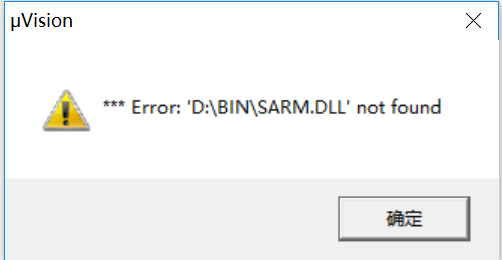 µVision
*** Error: 'D:\BIN\SARM.DLL' not found
确定